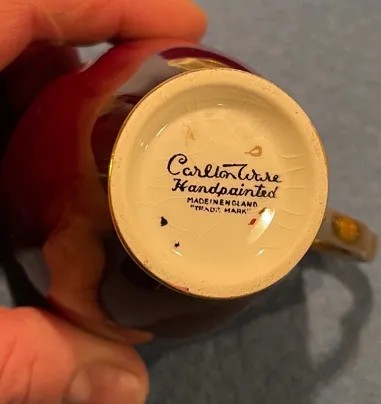 Carlton Ware
Handpainted
MADE IN ENGLAND
"TRADE MARK"